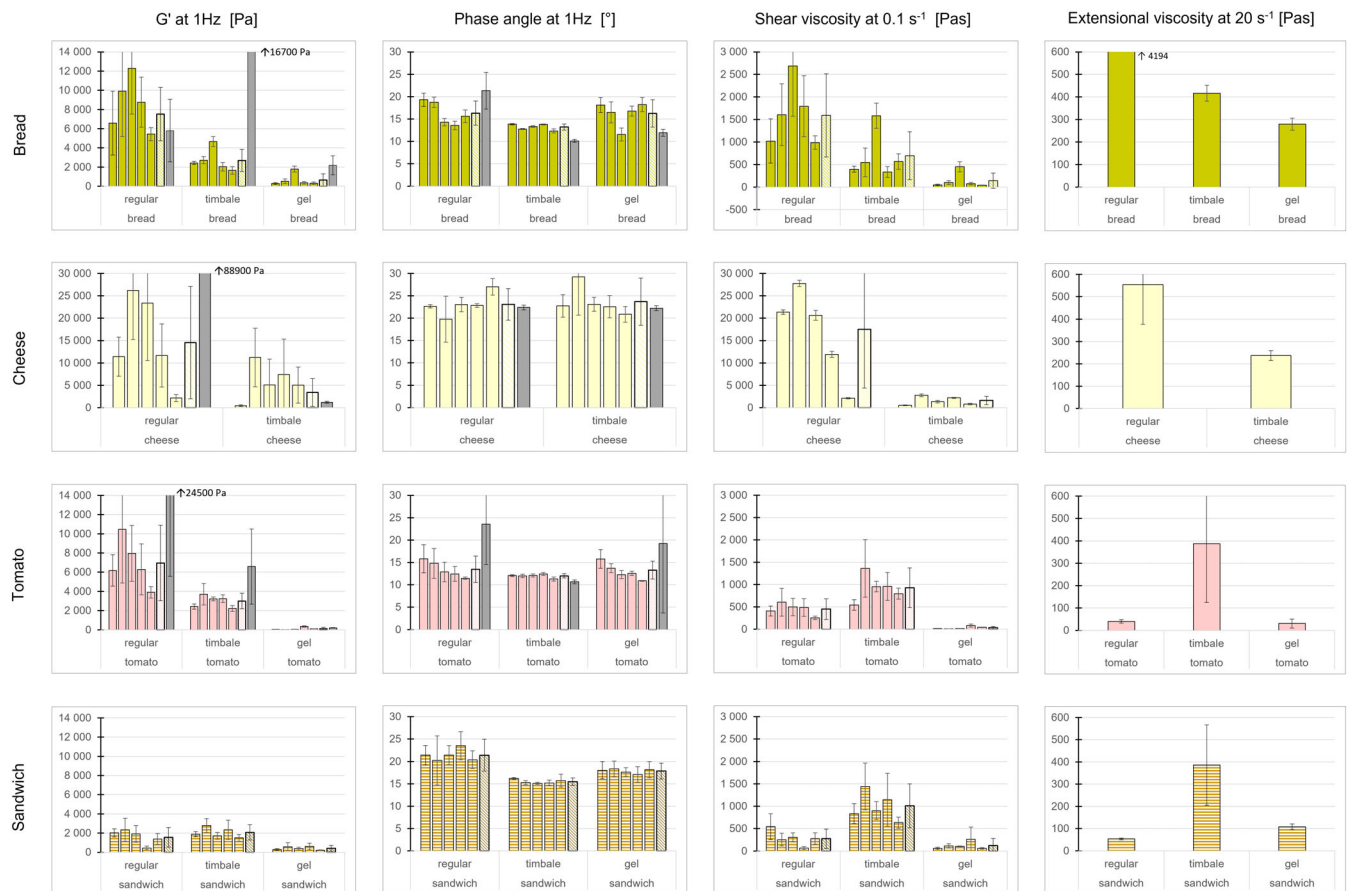 G' at 1Hz [Pa]
Phase angle at 1Hz [°]
Shear viscosity at 0.1 s⁻¹ [Pas]
Extensional viscosity at 20 s⁻¹ [Pas]
Bread
14 000
12 000
10 000
8 000
6 000
4 000
2 000
0
↑16700 Pa
regular
timbale
gel
bread
bread
bread
30
25
20
15
10
5
0
regular
timbale
gel
bread
bread
bread
3 000
2 500
2 000
1 500
1 000
500
0
-500
regular
timbale
gel
bread
bread
bread
600
500
400
300
200
100
0
↑ 4194
regular
timbale
gel
bread
bread
bread
Cheese
30 000
25 000
20 000
15 000
10 000
5 000
0
↑88900 Pa
regular
timbale
cheese
cheese
30
25
20
15
10
5
0
regular
timbale
cheese
cheese
30 000
25 000
20 000
15 000
10 000
5 000
0
regular
timbale
cheese
cheese
600
500
400
300
200
100
0
regular
timbale
cheese
cheese
Tomato
14 000
12 000
10 000
8 000
6 000
4 000
2 000
0
↑24500 Pa
regular
timbale
gel
tomato
tomato
tomato
30
25
20
15
10
5
0
regular
timbale
gel
tomato
tomato
tomato
3 000
2 500
2 000
1 500
1 000
500
0
regular
timbale
gel
tomato
tomato
tomato
600
500
400
300
200
100
0
regular
timbale
gel
tomato
tomato
tomato
Sandwich
14 000
12 000
10 000
8 000
6 000
4 000
2 000
0
regular
timbale
gel
sandwich
sandwich
sandwich
30
25
20
15
10
5
0
regular
timbale
gel
sandwich
sandwich
sandwich
3 000
2 500
2 000
1 500
1 000
500
0
regular
timbale
gel
sandwich
sandwich
sandwich
600
500
400
300
200
100
0
regular
timbale
gel
sandwich
sandwich
sandwich